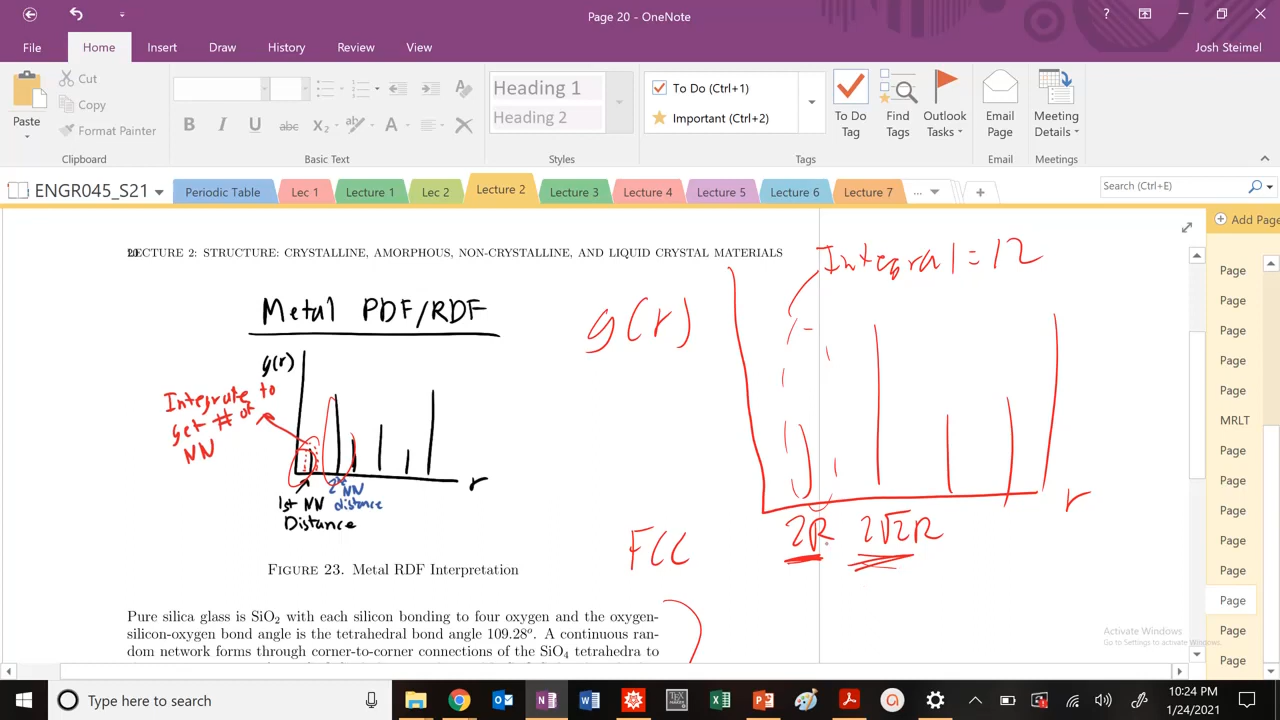 Page 20 - OneNote
Josh Steimel
File Home Insert Draw History Review View
Paste
Cut
Copy
Format Painter
Clipboard
B I U abc X₂ A
Basic Text
Heading 1
Heading 2
Styles
To Do (Ctrl+1)
Important (Ctrl+2)
To Do Tag
Find Tags
Outlook Tasks
Tags
Email Page
Email
Meeting Details
Meetings
ENGR045_S21
Periodic Table Lec 1 Lecture 1 Lec 2 Lecture 2 Lecture 3 Lecture 4 Lecture 5 Lecture 6 Lecture 7 ...
Search (Ctrl+E)
Add Page
Page
Page
Page
Page
Page
MRLT
Page
Page
Page
Page
Page
Page
Page
LECTURE 2: STRUCTURE: CRYSTALLINE, AMORPHOUS, NON-CRYSTALLINE, AND LIQUID CRYSTAL MATERIALS
Metal PDF/RDF
g(r)
Integrate to
get # of
NN
1st NN
Distance
2nd NN
distance
r
FIGURE 23. Metal RDF Interpretation
Integral = 12
g(r)
r
2R 2√2R
FCC
Pure silica glass is SiO₂ with each silicon bonding to four oxygen and the oxygen-
silicon-oxygen bond angle is the tetrahedral bond angle 109.28°. A continuous ran-
dom network forms through corner-to-corner connections of the SiO₄ tetrahedra to
Activate Windows
Go to Settings to activate Windows.
Type here to search
10:24 PM
1/24/2021